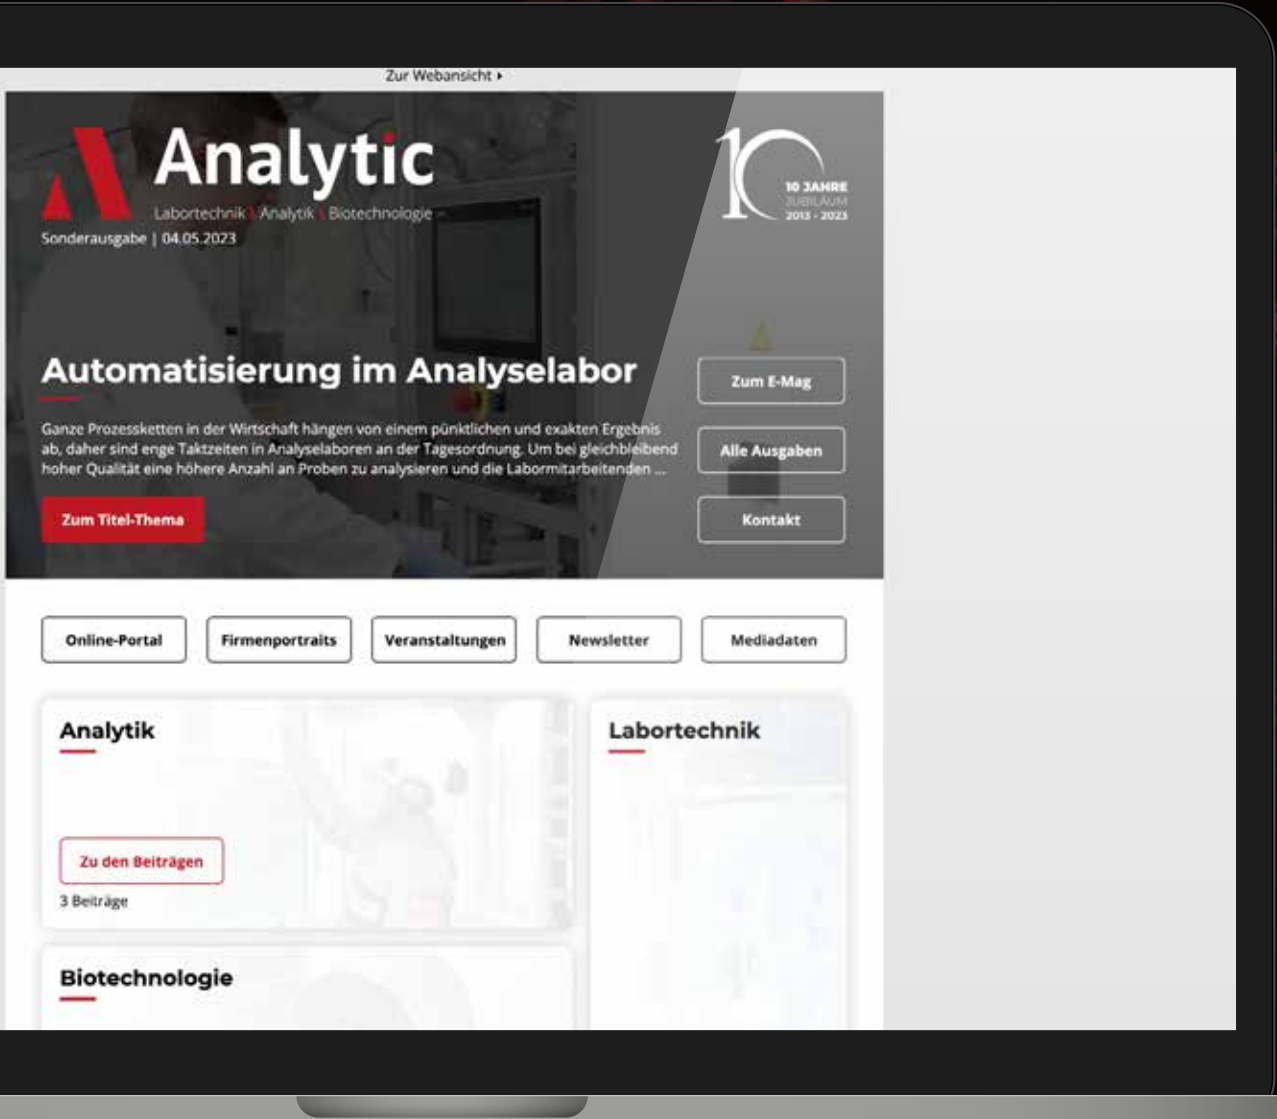 Zur Webansicht
Analytic
Labortechnik \ Analytik \ Biotechnologie
Sonderausgabe | 04.05.2023
10
10 JAHRE
JUBILÄUM
2013 - 2023
Automatisierung im Analyselabor
Ganze Prozessketten in der Wirtschaft hängen von einem pünktlichen und exakten Ergebnis
ab, daher sind enge Taktzeiten in Analyselaboren an der Tagesordnung. Um bei gleichbleibend
hoher Qualität eine höhere Anzahl an Proben zu analysieren und die Labormitarbeitenden ...
Zum Titel-Thema
Zum E-Mag
Alle Ausgaben
Kontakt
Online-Portal
Firmenportraits
Veranstaltungen
Newsletter
Mediadaten
Analytik
Zu den Beiträgen
3 Beiträge
Labortechnik
Biotechnologie